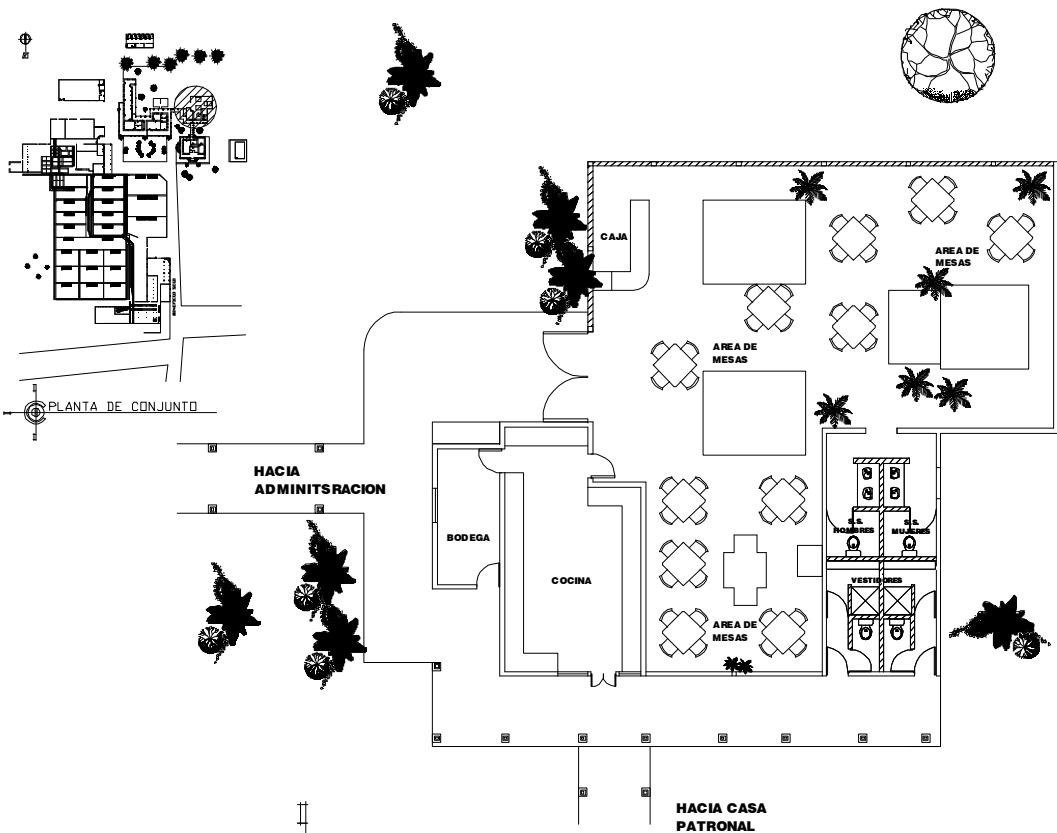 CAJA
AREA DE
MESAS
AREA DE
MESAS
PLANTA DE CONJUNTO
HACIA
ADMINITSRACION
BODEGA
COCINA
S.S.
HOMBRES
S.S.
MUJERES
VESTIDORES
AREA DE
MESAS
HACIA CASA
PATRONAL